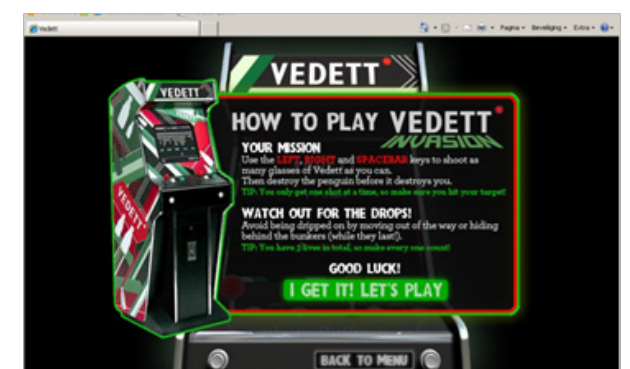 Vedett
Pagina
Beveiliging
Extra
VEDETT
VEDETT
HOW TO PLAY VEDETT
INVASION
YOUR MISSION
Use the LEFT, RIGHT and SPACEBAR keys to shoot as
many glasses of Vedett as you can.
Then destroy the penguin before it destroys you.
TIP: You only get one shot at a time, so make sure you hit your target!
WATCH OUT FOR THE DROPS!
Avoid being dripped on by moving out of the way or hiding
behind the bunkers (while they last!).
TIP: You have 3 lives in total, so make every one count!
VEDETT
GOOD LUCK!
I GET IT! LET'S PLAY
BACK TO MENU